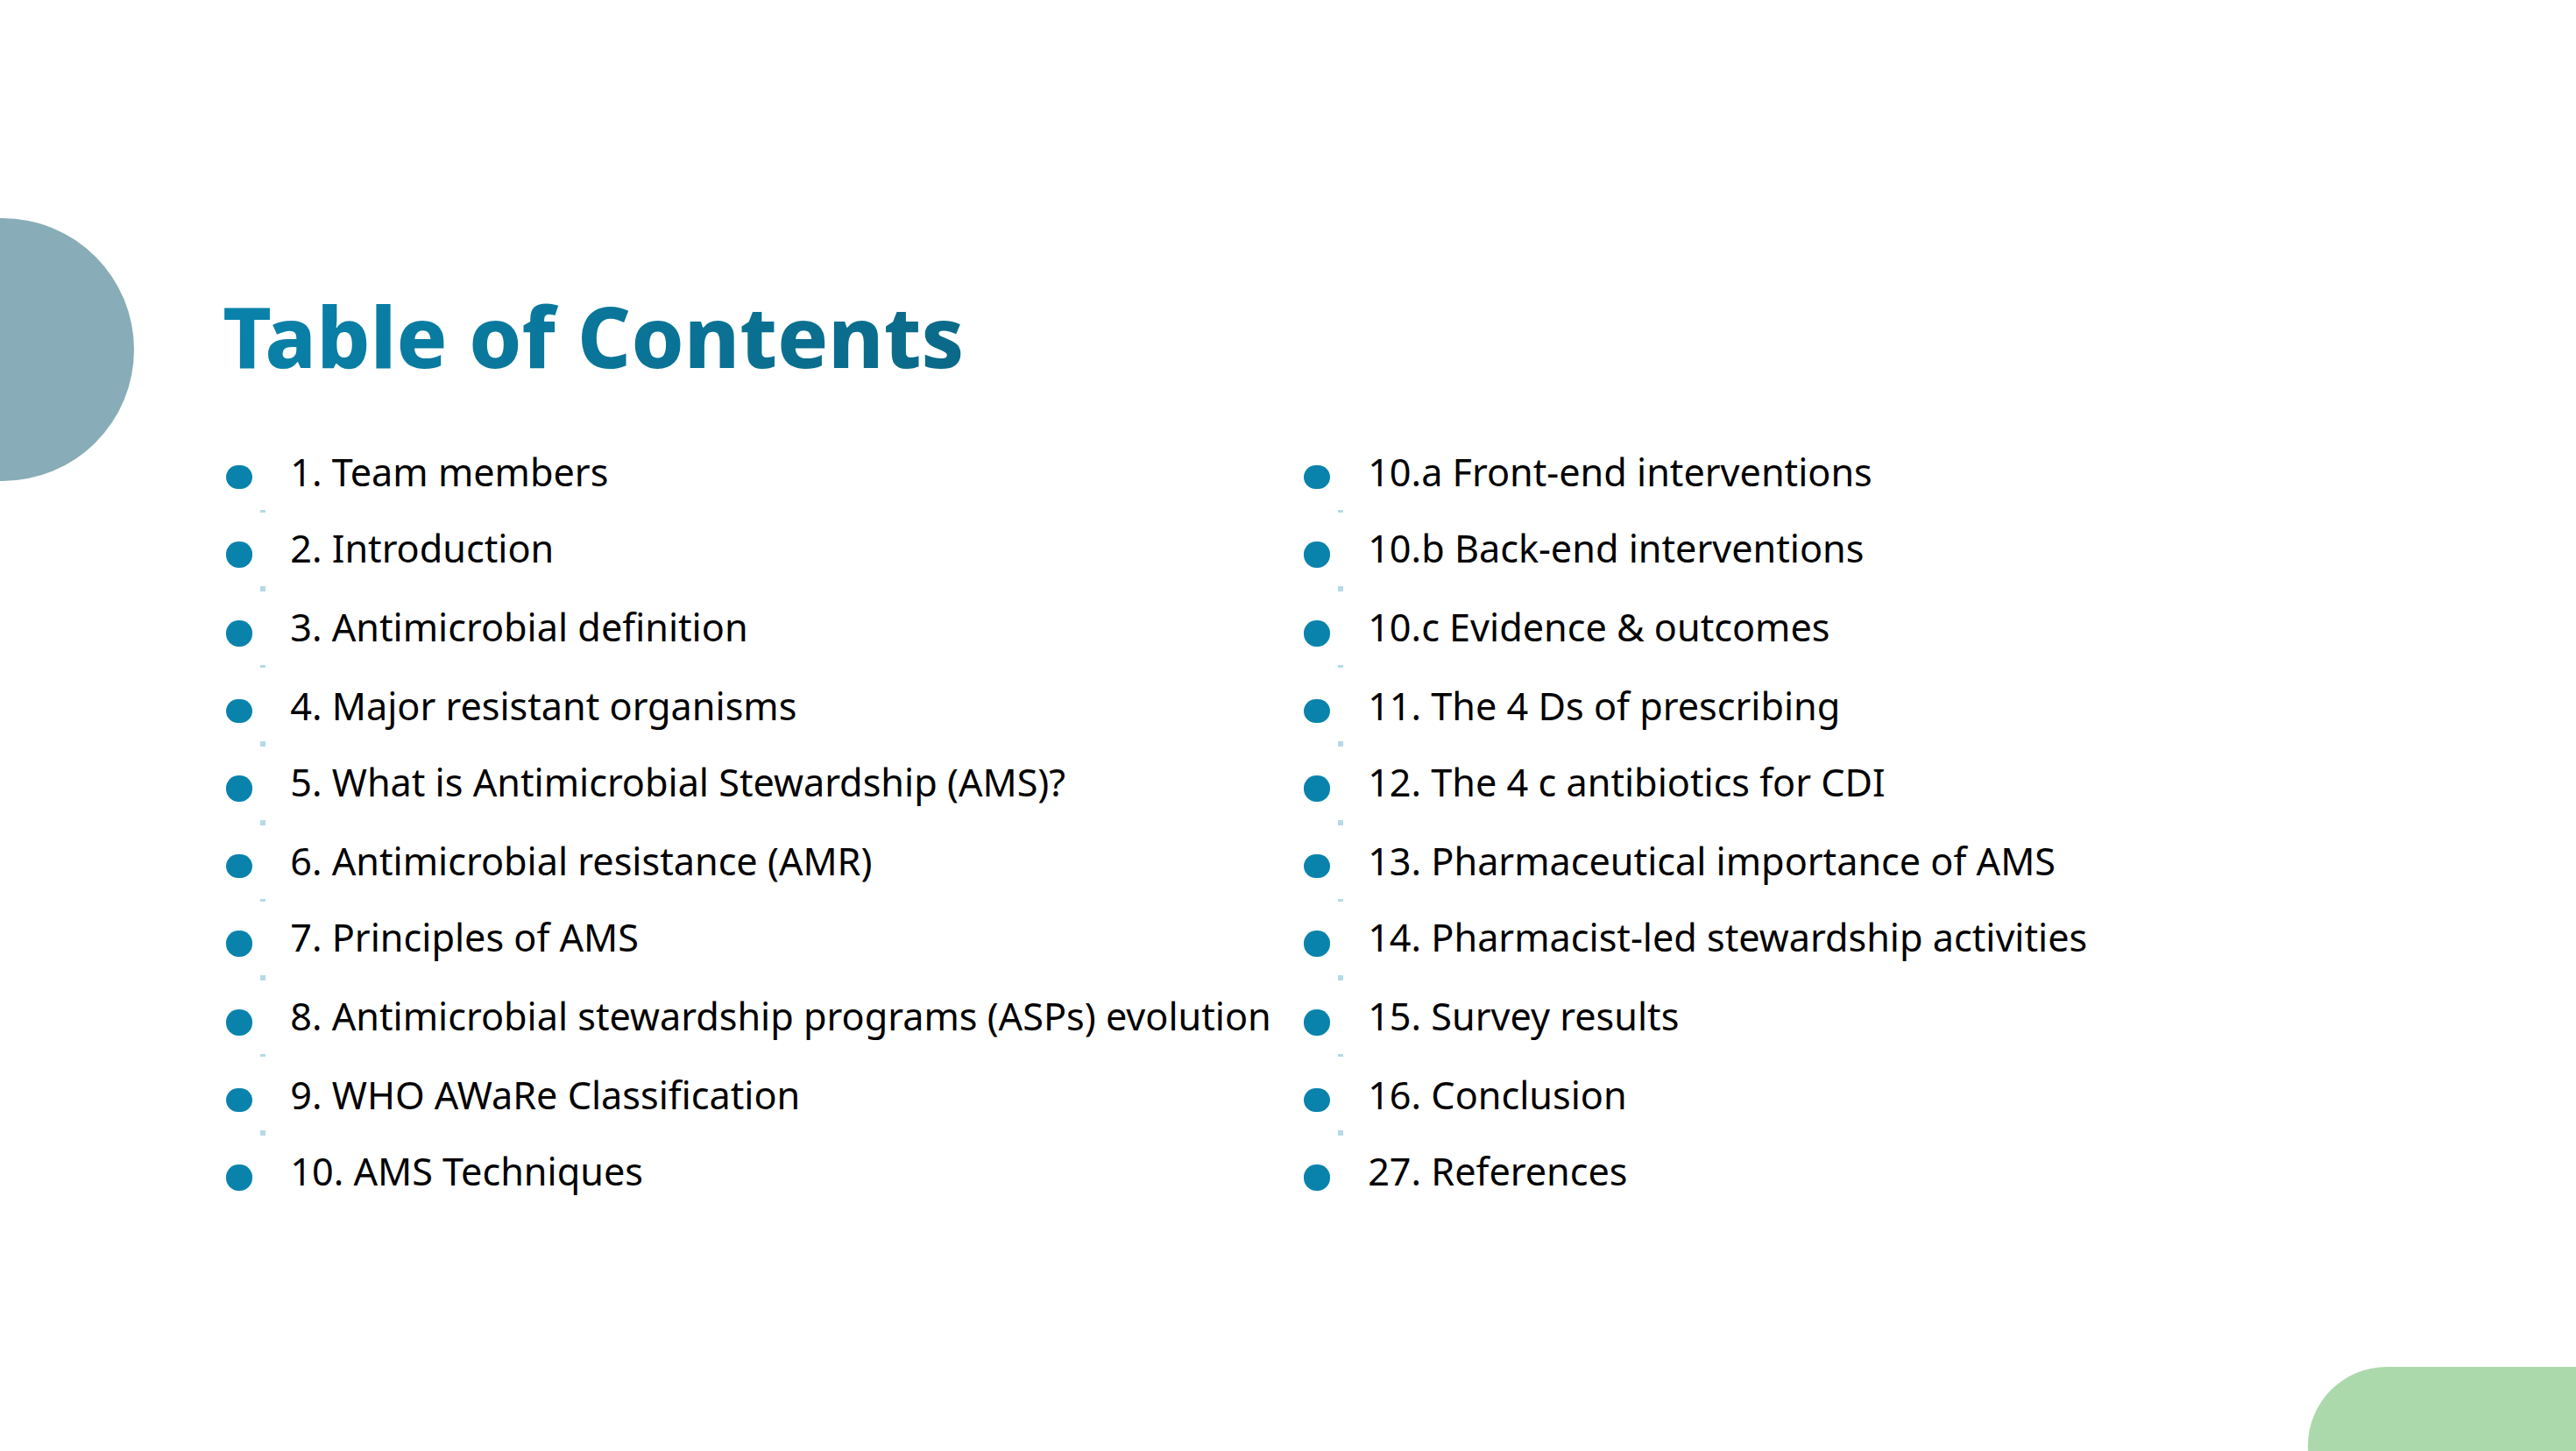 Table of Contents
1. Team members
2. Introduction
3. Antimicrobial definition
4. Major resistant organisms
5. What is Antimicrobial Stewardship (AMS)?
6. Antimicrobial resistance (AMR)
7. Principles of AMS
8. Antimicrobial stewardship programs (ASPs) evolution
9. WHO AWaRe Classification
10. AMS Techniques
10.a Front-end interventions
10.b Back-end interventions
10.c Evidence & outcomes
11. The 4 Ds of prescribing
12. The 4 c antibiotics for CDI
13. Pharmaceutical importance of AMS
14. Pharmacist-led stewardship activities
15. Survey results
16. Conclusion
27. References